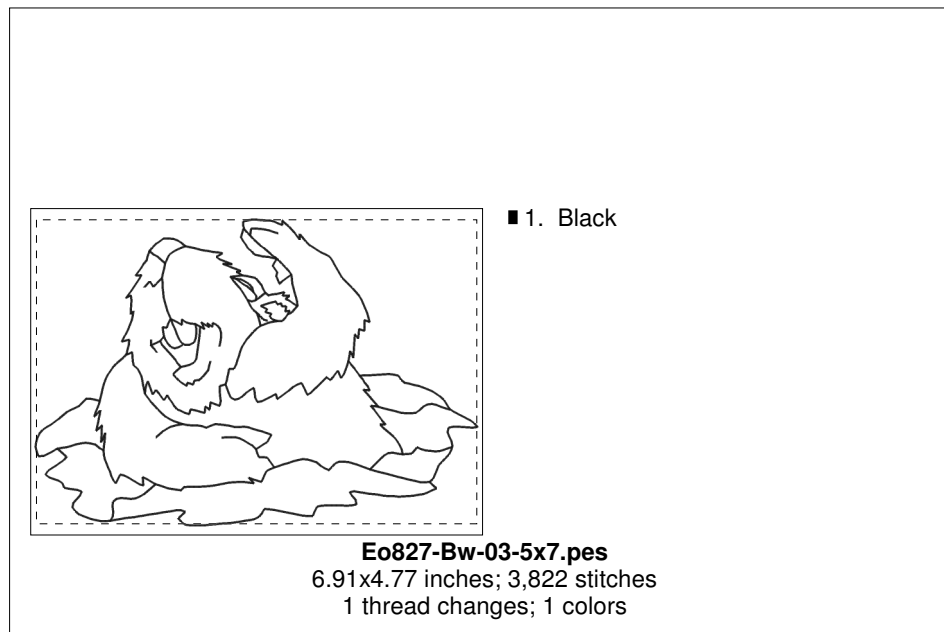 1. Black
Eo827-Bw-03-5x7.pes
6.91x4.77 inches; 3,822 stitches
1 thread changes; 1 colors